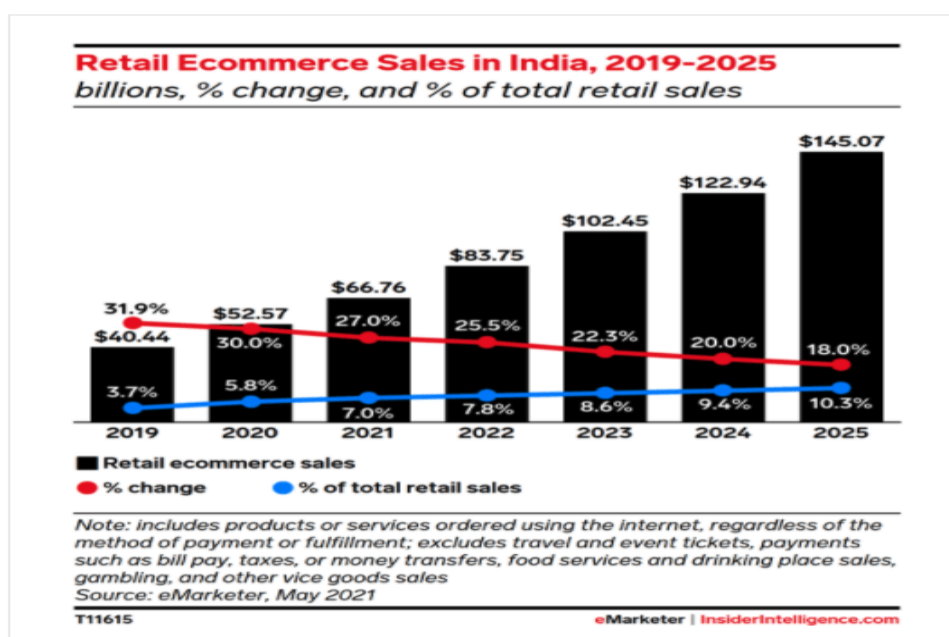 Retail Ecommerce Sales in India, 2019-2025
billions, % change, and % of total retail sales
$145.07
$122.94
$102.45
$83.75
$66.76
31.9% $52.57 27.0% 25.5% 22.3% 20.0% 18.0%
$40.44 30.0%
3.7% 5.8% 7.0% 7.8% 8.6% 9.4% 10.3%
2019 2020 2021 2022 2023 2024 2025
Retail ecommerce sales
% change % of total retail sales
Note: includes products or services ordered using the internet, regardless of the
method of payment or fulfillment; excludes travel and event tickets, payments
such as bill pay, taxes, or money transfers, food services and drinking place sales,
gambling, and other vice goods sales
Source: eMarketer, May 2021
T11615 eMarketer | InsiderIntelligence.com